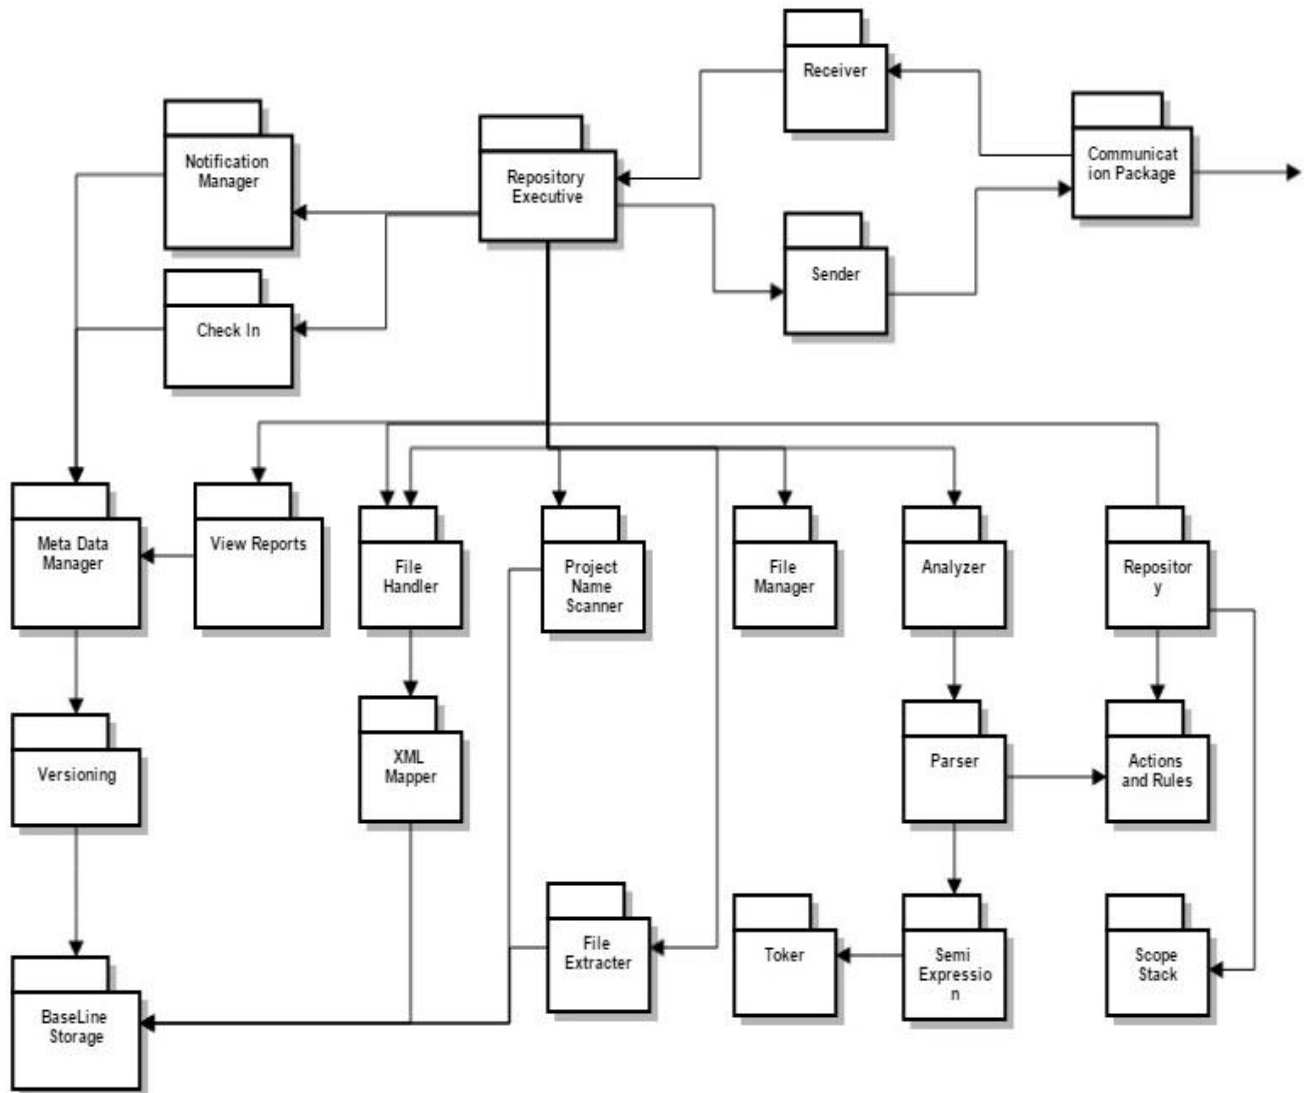 Receiver
Communicat
ion Package
Notification
Manager
Repository
Executive
Sender
Check In
Meta Data
Manager
View Reports
File
Handler
Project
Name
Scanner
File
Manager
Analyzer
Repositor
y
Versioning
XML
Mapper
Parser
Actions
and Rules
File
Extracter
Toker
Semi
Expressio
n
Scope
Stack
BaseLine
Storage